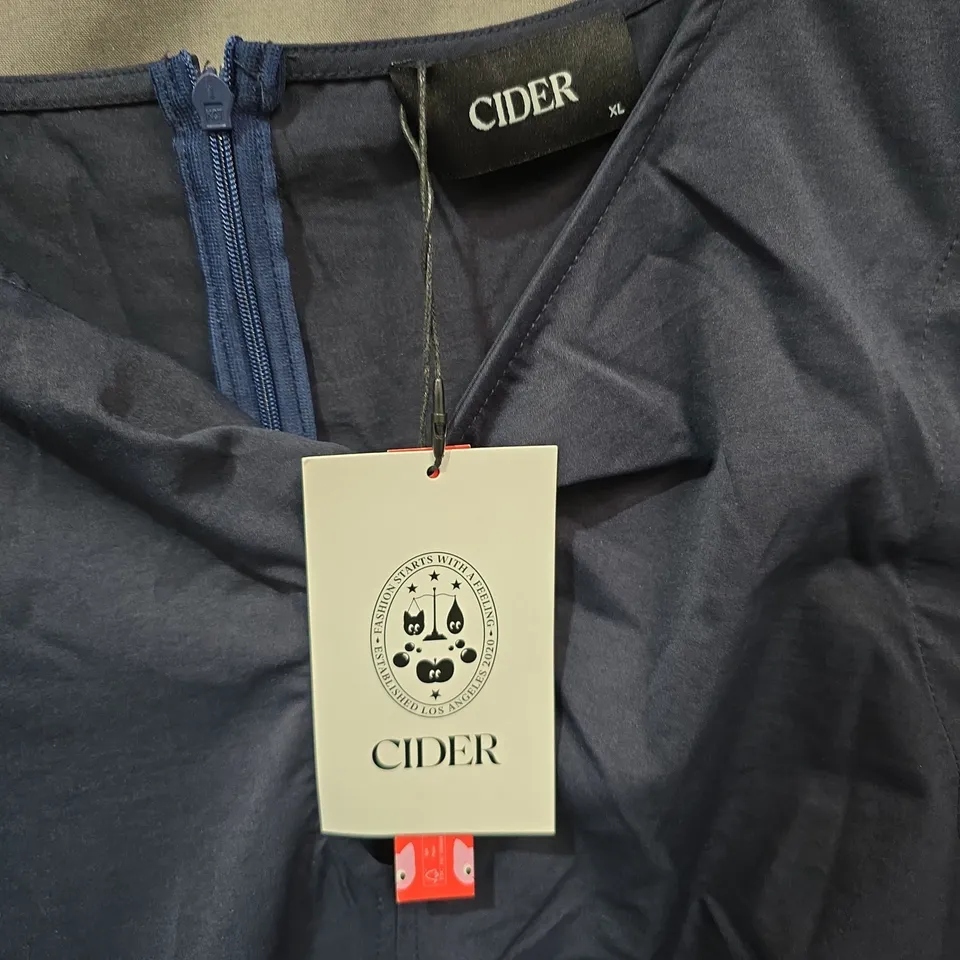 CIDER
XL
FASHION STARTS WITH A FEELING
ESTABLISHED LOS ANGELES 2020
CIDER